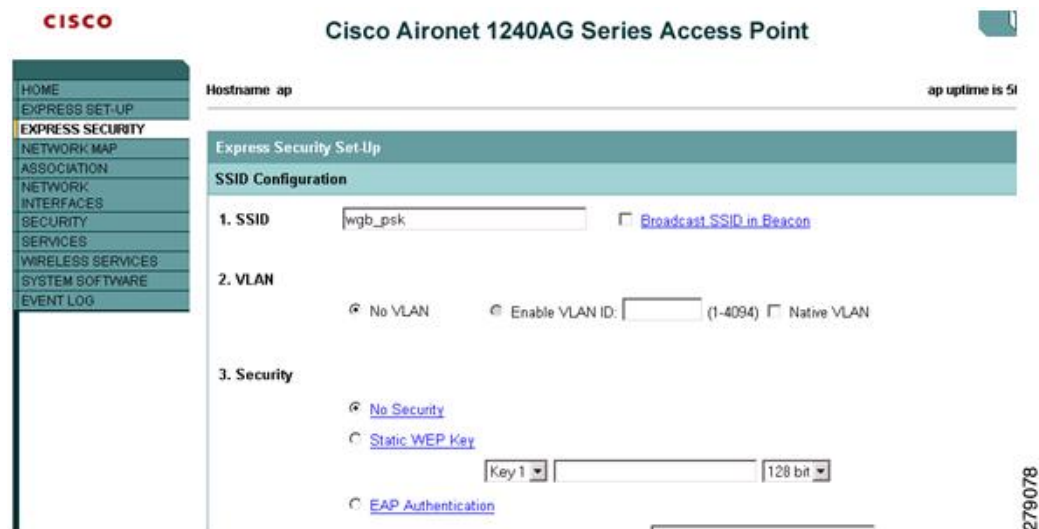 CISCO
Cisco Aironet 1240AG Series Access Point
HOME
EXPRESS SET-UP
EXPRESS SECURITY
NETWORK MAP
ASSOCIATION
NETWORK
INTERFACES
SECURITY
SERVICES
WIRELESS SERVICES
SYSTEM SOFTWARE
EVENT LOG
Hostname ap
ap uptime is
Express Security Set-Up
SSID Configuration
1. SSID wgb_psk Broadcast SSID in Beacon
2. VLAN
No VLAN Enable VLAN ID: (1-4094) Native VLAN
3. Security
No Security
Static WEP Key
Key 1 128 bit
EAP Authentication
279078